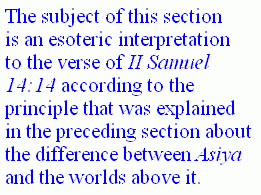 The subject of this section
is an esoteric interpretation
to the verse of II Samuel
14:14 according to the
principle that was explained
in the preceding section about
the difference between Asiya
and the worlds above it.